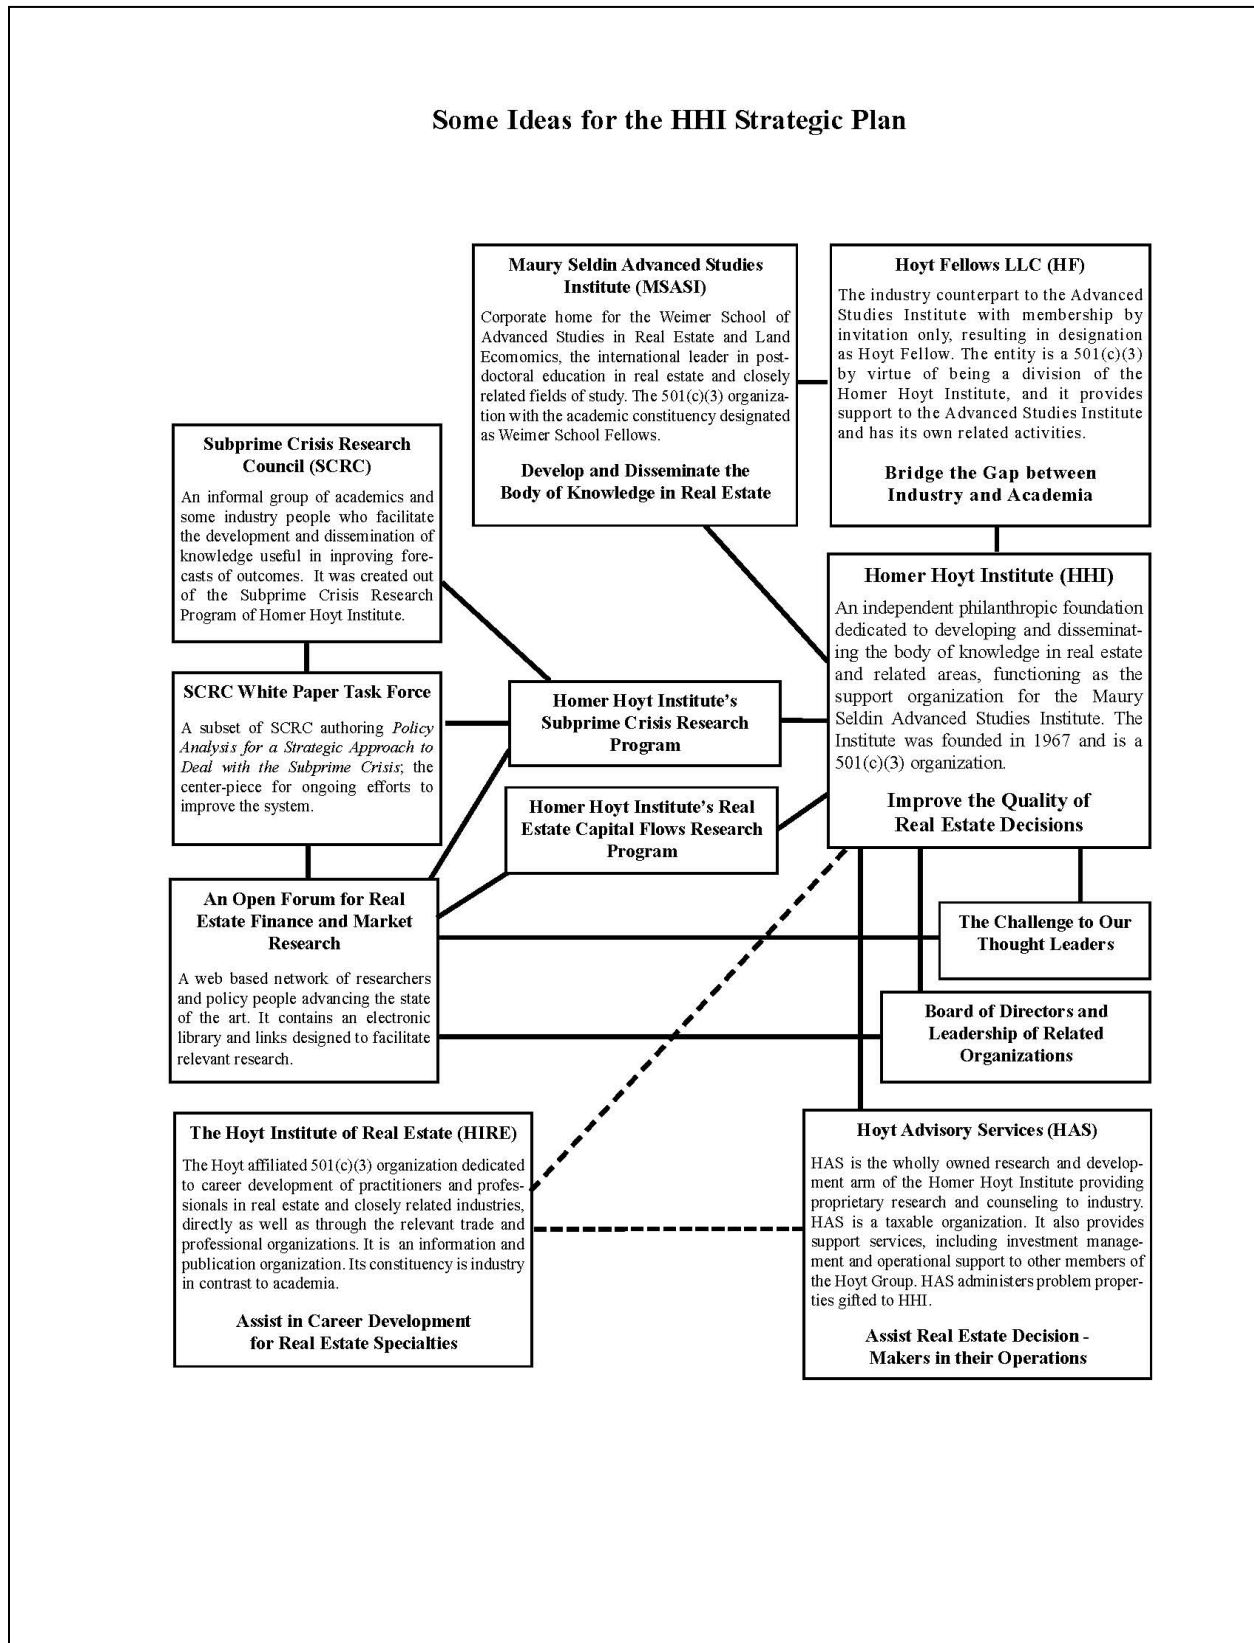 Some Ideas for the HHI Strategic Plan
Maury Seldin Advanced Studies
Institute (MSASI)
Corporate home for the Weimer School of
Advanced Studies in Real Estate and Land
Ecomomics, the international leader in post-
doctoral education in real estate and closely
related fields of study. The 501(c)(3) organiza-
tion with the academic constituency designated
as Weimer School Fellows.
Develop and Disseminate the
Body of Knowledge in Real Estate
Hoyt Fellows LLC (HF)
The industry counterpart to the Advanced
Studies Institute with membership by
invitation only, resulting in designation
as Hoyt Fellow. The entity is a 501(c)(3)
by virtue of being a division of the
Homer Hoyt Institute, and it provides
support to the Advanced Studies Institute
and has its own related activities.
Bridge the Gap between
Industry and Academia
Subprime Crisis Research
Council (SCRC)
An informal group of academics and
some industry people who facilitate
the development and dissemination of
knowledge useful in inproving fore-
casts of outcomes. It was created out
of the Subprime Crisis Research
Program of Homer Hoyt Institute.
Homer Hoyt Institute (HHI)
An independent philanthropic foundation
dedicated to developing and disseminat-
ing the body of knowledge in real estate
and related areas, functioning as the
support organization for the Maury
Seldin Advanced Studies Institute. The
Institute was founded in 1967 and is a
501(c)(3) organization.
Improve the Quality of
Real Estate Decisions
SCRC White Paper Task Force
A subset of SCRC authoring Policy
Analysis for a Strategic Approach to
Deal with the Subprime Crisis; the
center-piece for ongoing efforts to
improve the system.
Homer Hoyt Institute’s
Subprime Crisis Research
Program
Homer Hoyt Institute’s Real
Estate Capital Flows Research
Program
An Open Forum for Real
Estate Finance and Market
Research
A web based network of researchers
and policy people advancing the state
of the art. It contains an electronic
library and links designed to facilitate
relevant research.
The Challenge to Our
Thought Leaders
Board of Directors and
Leadership of Related
Organizations
The Hoyt Institute of Real Estate (HIRE)
The Hoyt affiliated 501(c)(3) organization dedicated
to career development of practitioners and profes-
sionals in real estate and closely related industries,
directly as well as through the relevant trade and
professional organizations. It is an information and
publication organization. Its constituency is industry
in contrast to academia.
Assist in Career Development
for Real Estate Specialties
Hoyt Advisory Services (HAS)
HAS is the wholly owned research and develop-
ment arm of the Homer Hoyt Institute providing
proprietary research and counseling to industry.
HAS is a taxable organization. It also provides
support services, including investment manage-
ment and operational support to other members of
the Hoyt Group. HAS administers problem proper-
ties gifted to HHI.
Assist Real Estate Decision -
Makers in their Operations